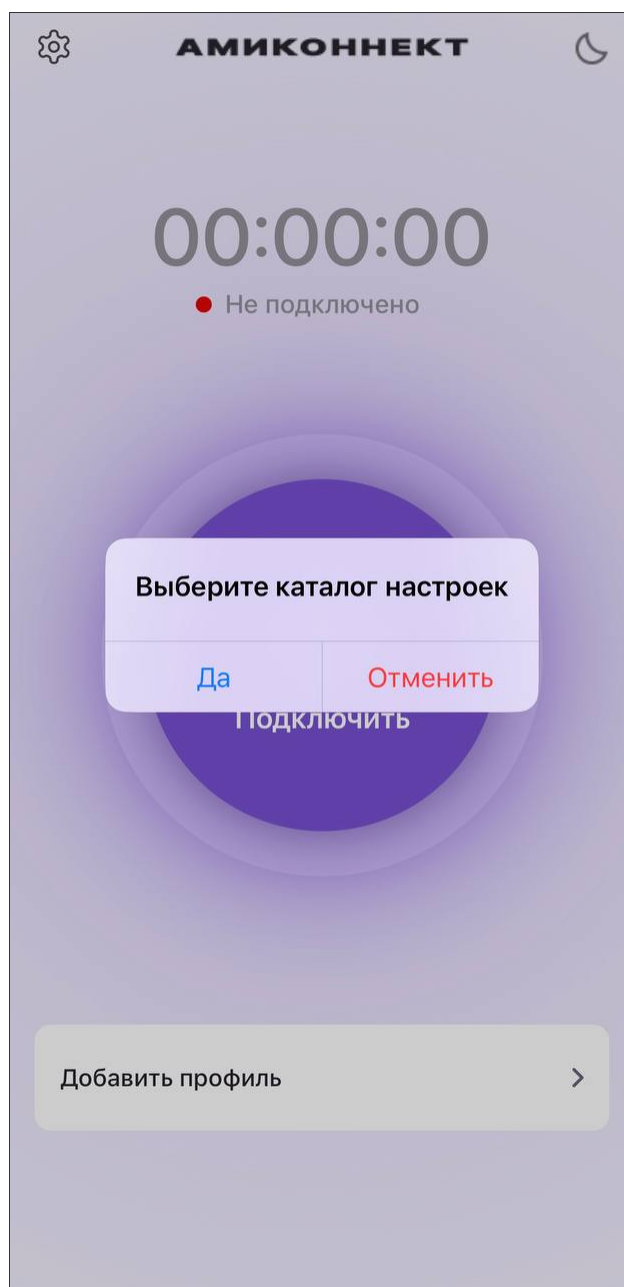 АМИКОННЕКТ
00:00:00
Не подключено
Выберите каталог настроек
Да Отменить
Подключить
Добавить профиль